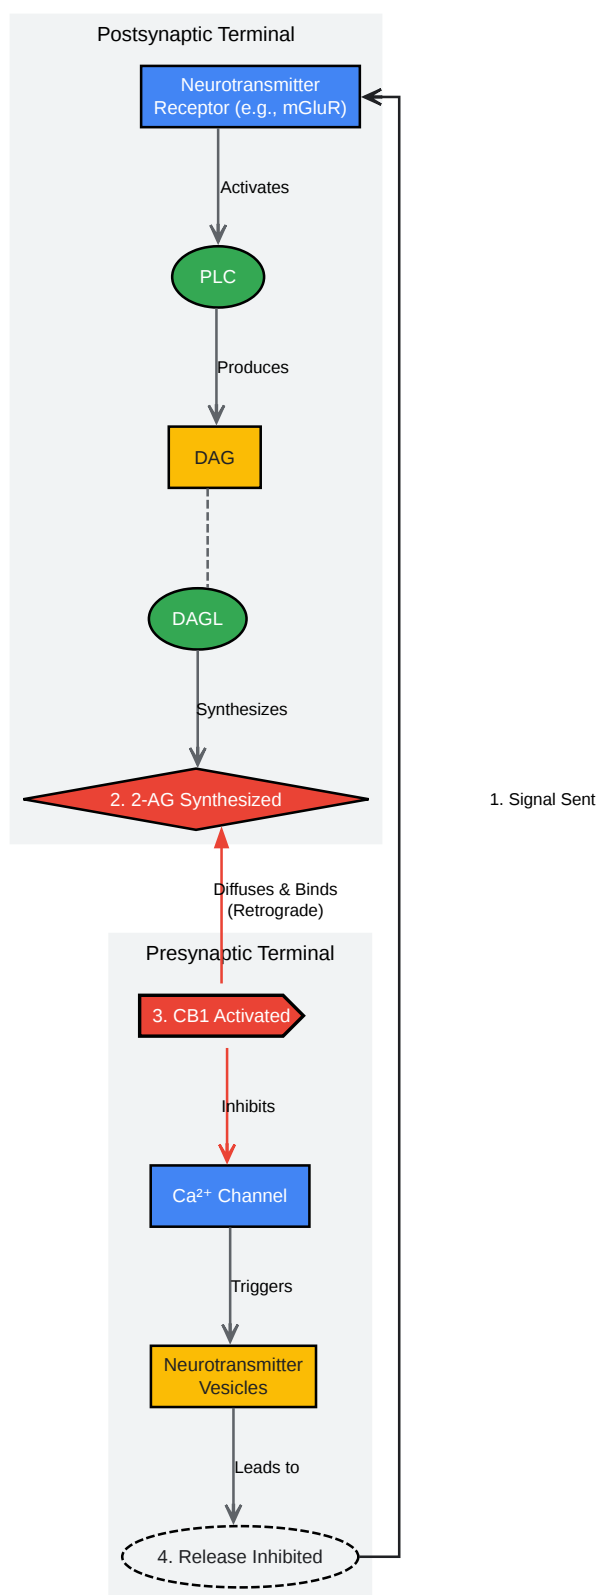 Postsynaptic Terminal
Neurotransmitter
Receptor (e.g., mGluR)
Activates
PLC
Produces
DAG
DAGL
Synthesizes
2. 2-AG Synthesized
1. Signal Sent
Diffuses & Binds
(Retrograde)
Presynaptic Terminal
3. CB1 Activated
Inhibits
Ca²⁺ Channel
Triggers
Neurotransmitter
Vesicles
Leads to
4. Release Inhibited